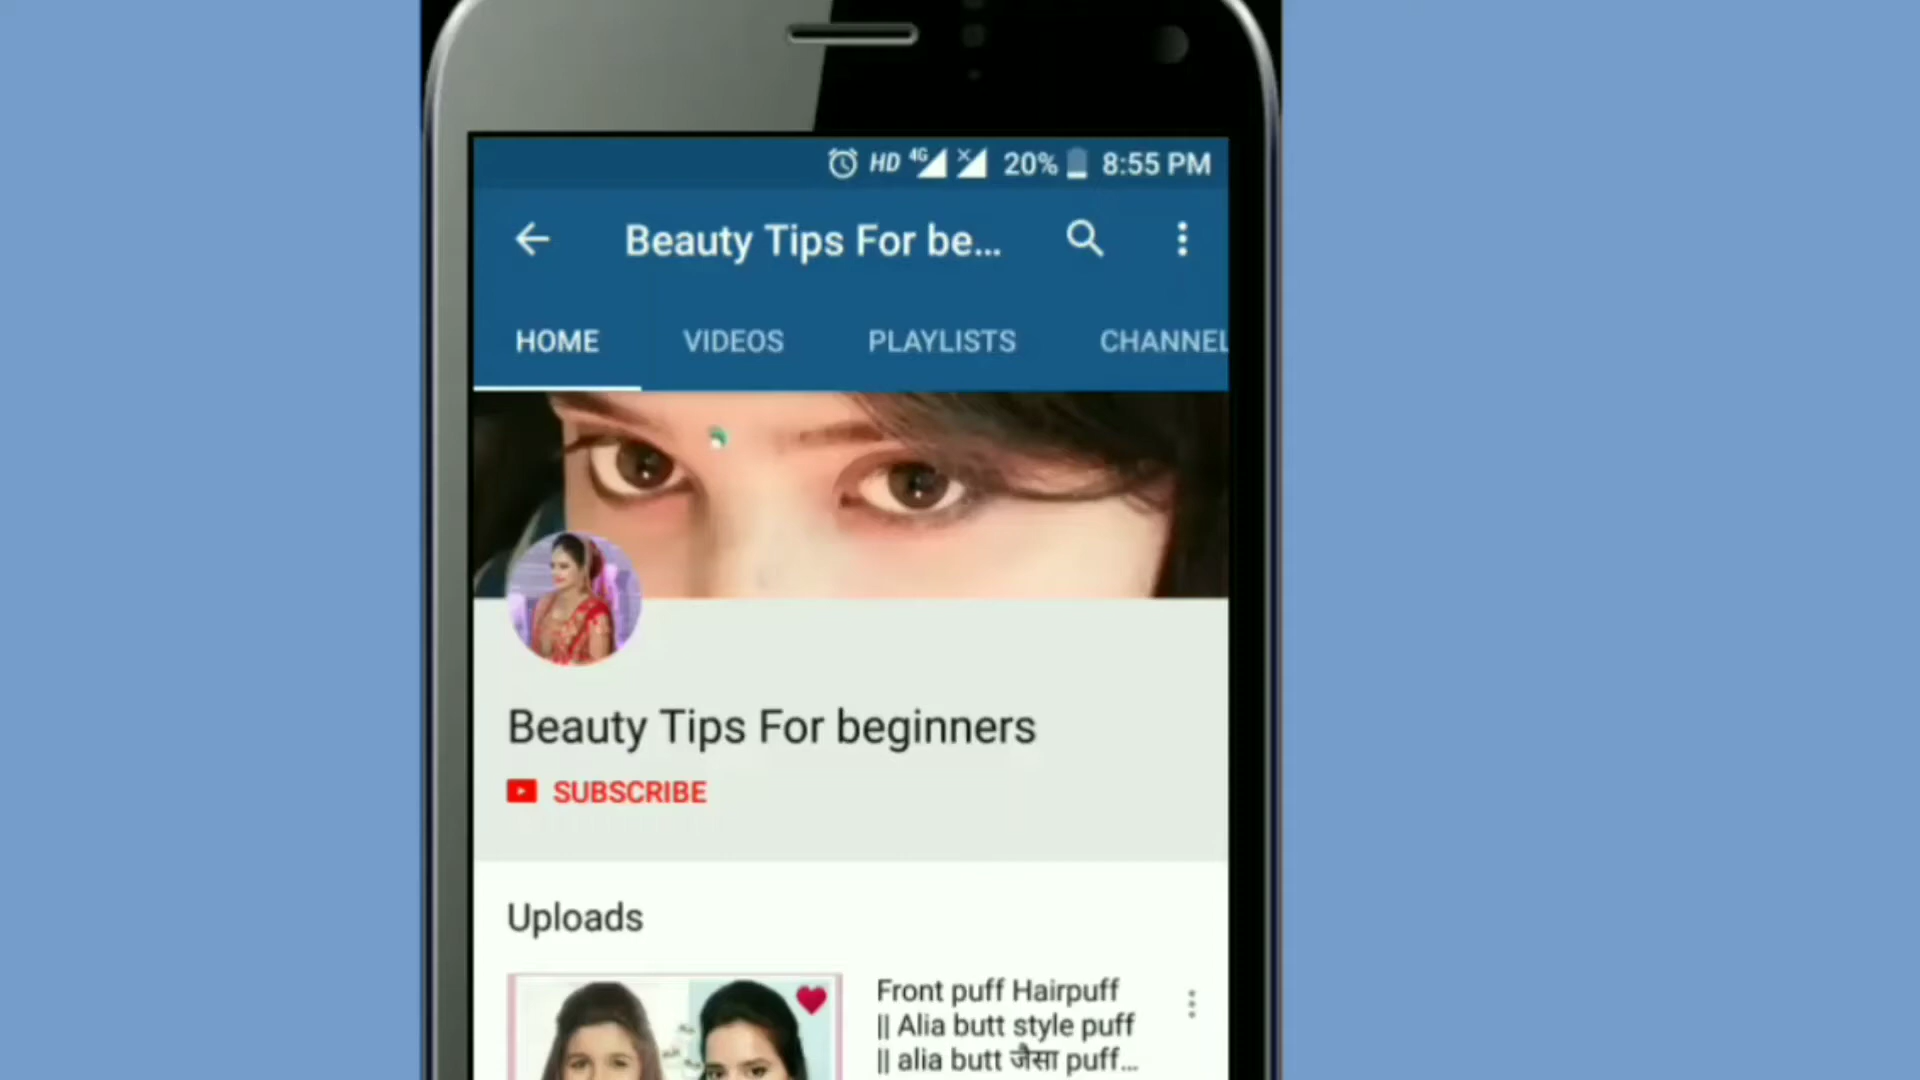 HD 4G 20% 8:55 PM
Beauty Tips For be...
HOME VIDEOS PLAYLISTS CHANNEL
Beauty Tips For beginners
SUBSCRIBE
Uploads
Front puff Hairpuff
|| Alia butt style puff
|| alia butt जैसा puff...